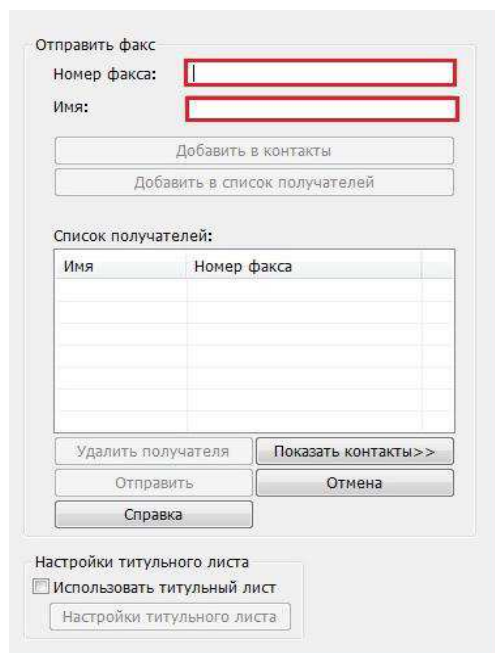 Отправить факс
Номер факса:
Имя:
Добавить в контакты
Добавить в список получателей
Список получателей:
Имя Номер факса
Удалить получателя Показать контакты>>
Отправить Отмена
Справка
Настройки титульного листа
Использовать титульный лист
Настройки титульного листа